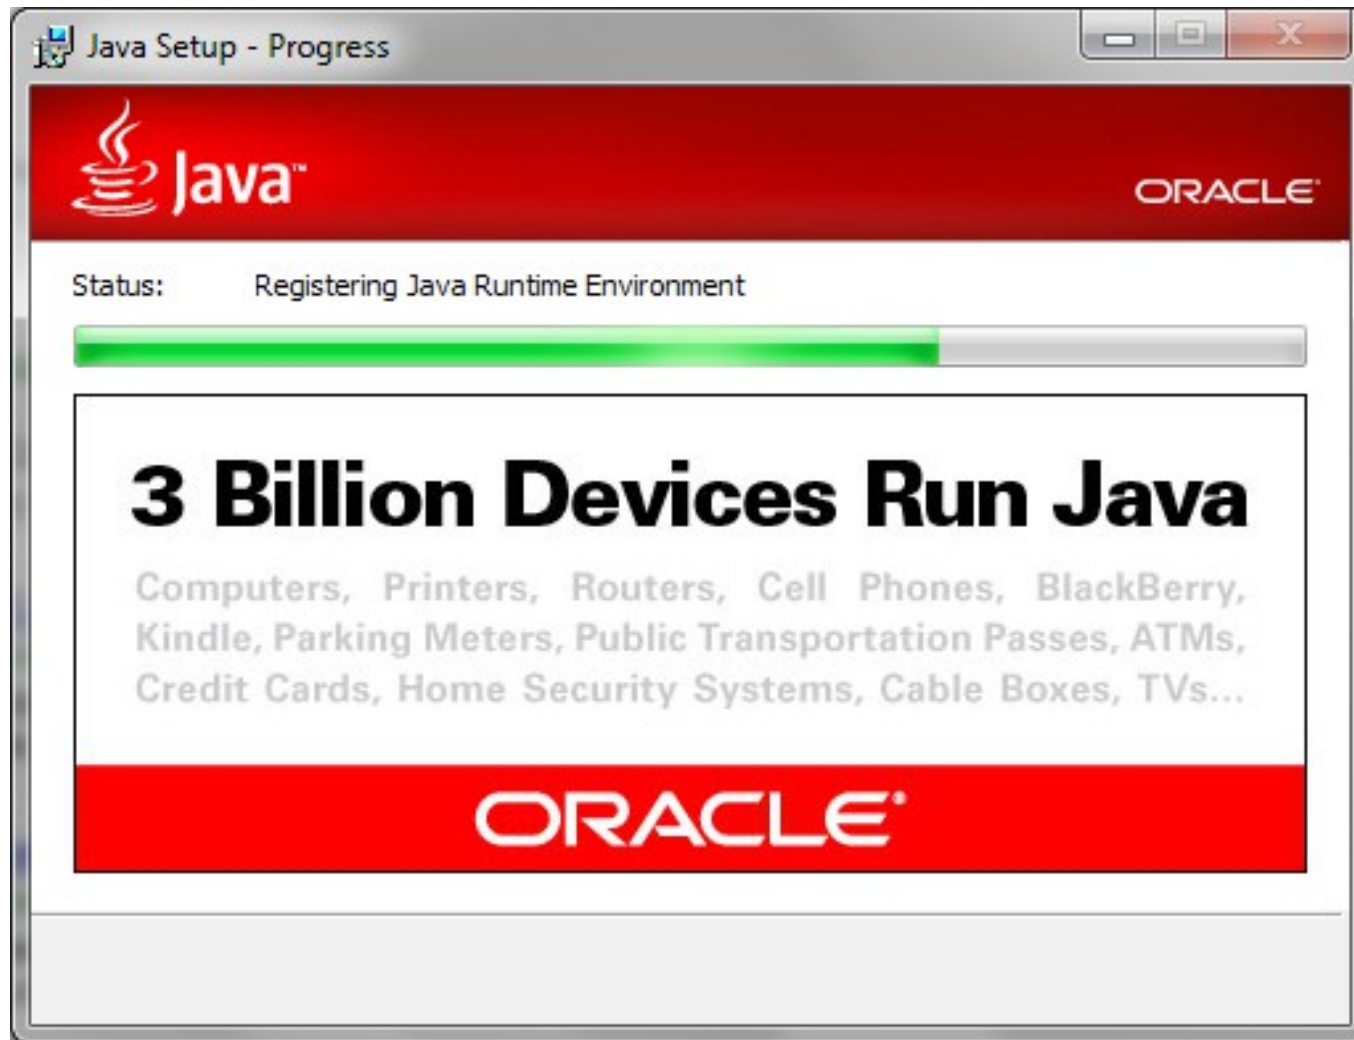 Java Setup - Progress
Java™
ORACLE®
Status: Registering Java Runtime Environment
3 Billion Devices Run Java
Computers, Printers, Routers, Cell Phones, BlackBerry,
Kindle, Parking Meters, Public Transportation Passes, ATMs,
Credit Cards, Home Security Systems, Cable Boxes, TVs...
ORACLE®